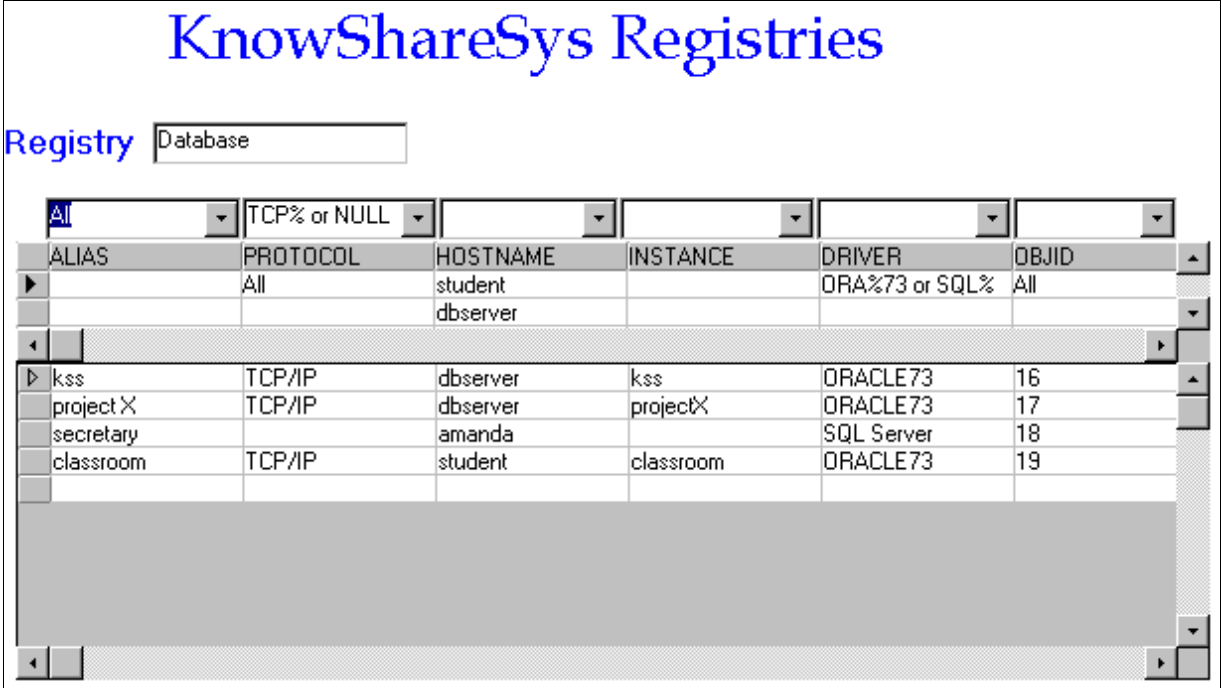 KnowShareSys Registries
Registry Database
All TCP% or NULL
ALIAS PROTOCOL HOSTNAME INSTANCE DRIVER OBJID
All student ORA%73 or SQL% All
dbserver
kss TCP/IP dbserver kss ORACLE73 16
project X TCP/IP dbserver projectX ORACLE73 17
secretary amanda SQL Server 18
classroom TCP/IP student classroom ORACLE73 19